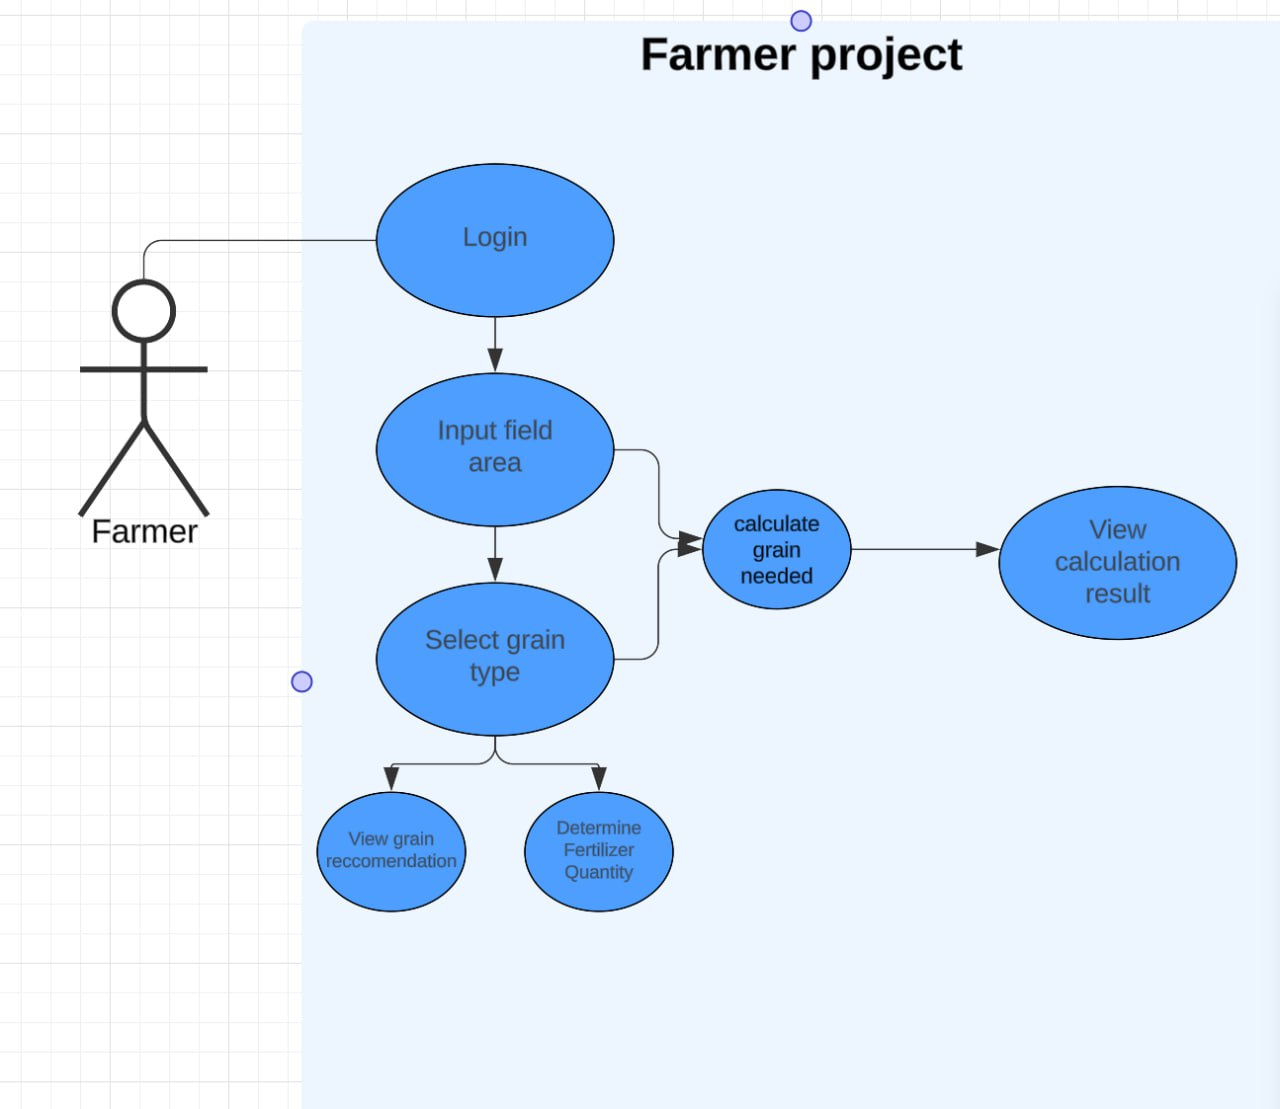 Farmer project
Login
Input field
area
Select grain
type
calculate
grain
needed
View
calculation
result
View grain
reccomendation
Determine
Fertilizer
Quantity
Farmer